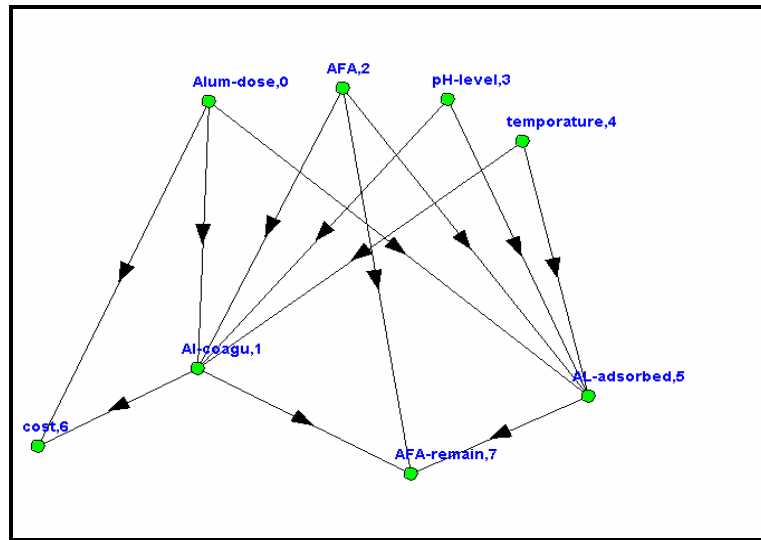 Alum-dose,0
AFA,2
pH-level,3
temporature,4
Al-coagu,1
AL-adsorbed,5
cost,6
AFA-remain,7